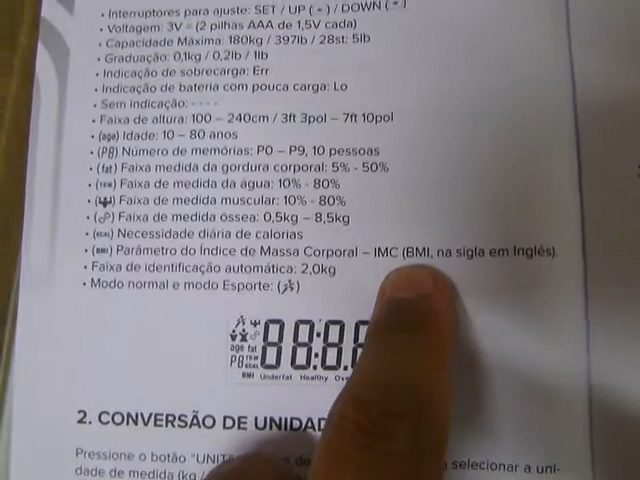 • Interruptores para ajuste: SET / UP ( ) / DOWN ( )
• Voltagem: 3V = (2 pilhas AAA de 1,5V cada)
• Capacidade Máxima: 180kg / 397lb / 28st: 5lb
• Graduação: 0,1kg / 0,2lb / 1lb
• Indicação de sobrecarga: Err
• Indicação de bateria com pouca carga: Lo
• Sem indicação: - - - -
• Faixa de altura: 100 – 240cm / 3ft 3pol – 7ft 10pol
• (age) Idade: 10 – 80 anos
• (P8) Número de memórias: P0 – P9, 10 pessoas
• (fat) Faixa medida da gordura corporal: 5% - 50%
• (TBW) Faixa de medida da água: 10% - 80%
• Faixa de medida muscular: 10% - 80%
• Faixa de medida óssea: 0,5kg – 8,5kg
• (KCAL) Necessidade diária de calorias
• (BMI) Parâmetro do Índice de Massa Corporal – IMC (BMI, na sigla em Inglês).
• Faixa de identificação automática: 2,0kg
• Modo normal e modo Esporte:
88:8.8
age fat
P8 TBW KCAL
BMI Underfat Healthy
2. CONVERSÃO DE UNIDAD
Pressione o botão "UNIT selecionar a uni-
dade de medida (kg /